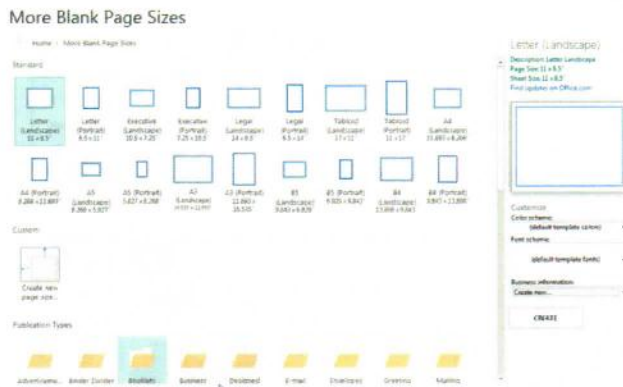 More Blank Page Sizes
Home › More Blank Page Sizes
Standard
Letter (Landscape) 11 x 8.5"
Letter (Portrait) 8.5 x 11"
Executive (Landscape) 10.5 x 7.25"
Executive (Portrait) 7.25 x 10.5"
Legal (Landscape) 14 x 8.5"
Legal (Portrait) 8.5 x 14"
Tabloid (Landscape) 17 x 11"
Tabloid (Portrait) 11 x 17"
A4 (Landscape)
A4 (Portrait)
A5 (Landscape)
A5 (Portrait)
A3 (Landscape)
A3 (Portrait)
B5 (Landscape)
B5 (Portrait)
B4 (Landscape)
B4 (Portrait)
Custom
Create new page size...
Publication Types
Advertiseme...
Binder Divider
Booklets
Business
Designed
E-mail
Envelopes
Greeting
Mailing
Letter (Landscape)
Description: Letter Landscape
Page Size: 11 x 8.5"
Sheet Size: 11 x 8.5"
Find updates on Office.com
Customize
Color scheme:
(default template colors)
Font scheme:
(default template fonts)
Business information:
Create new...
CREATE